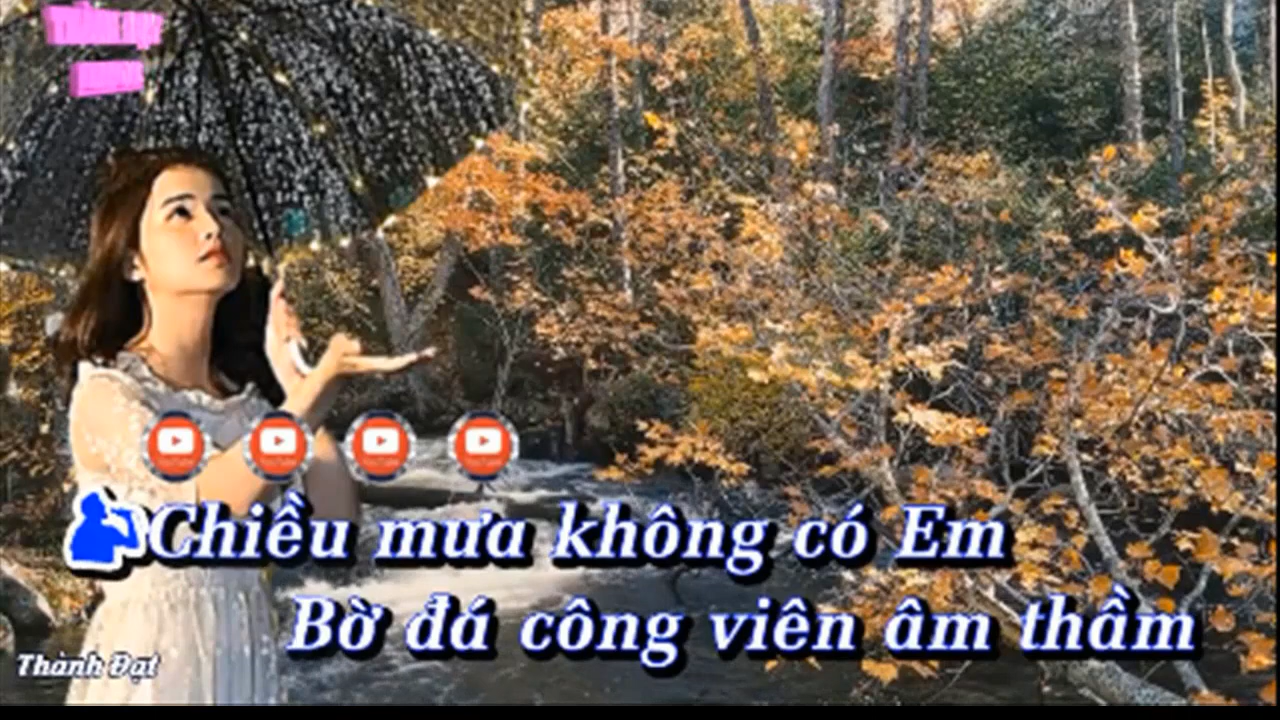 Chiều mưa không có Em
Bờ đá công viên âm thầm
Thành Đạt